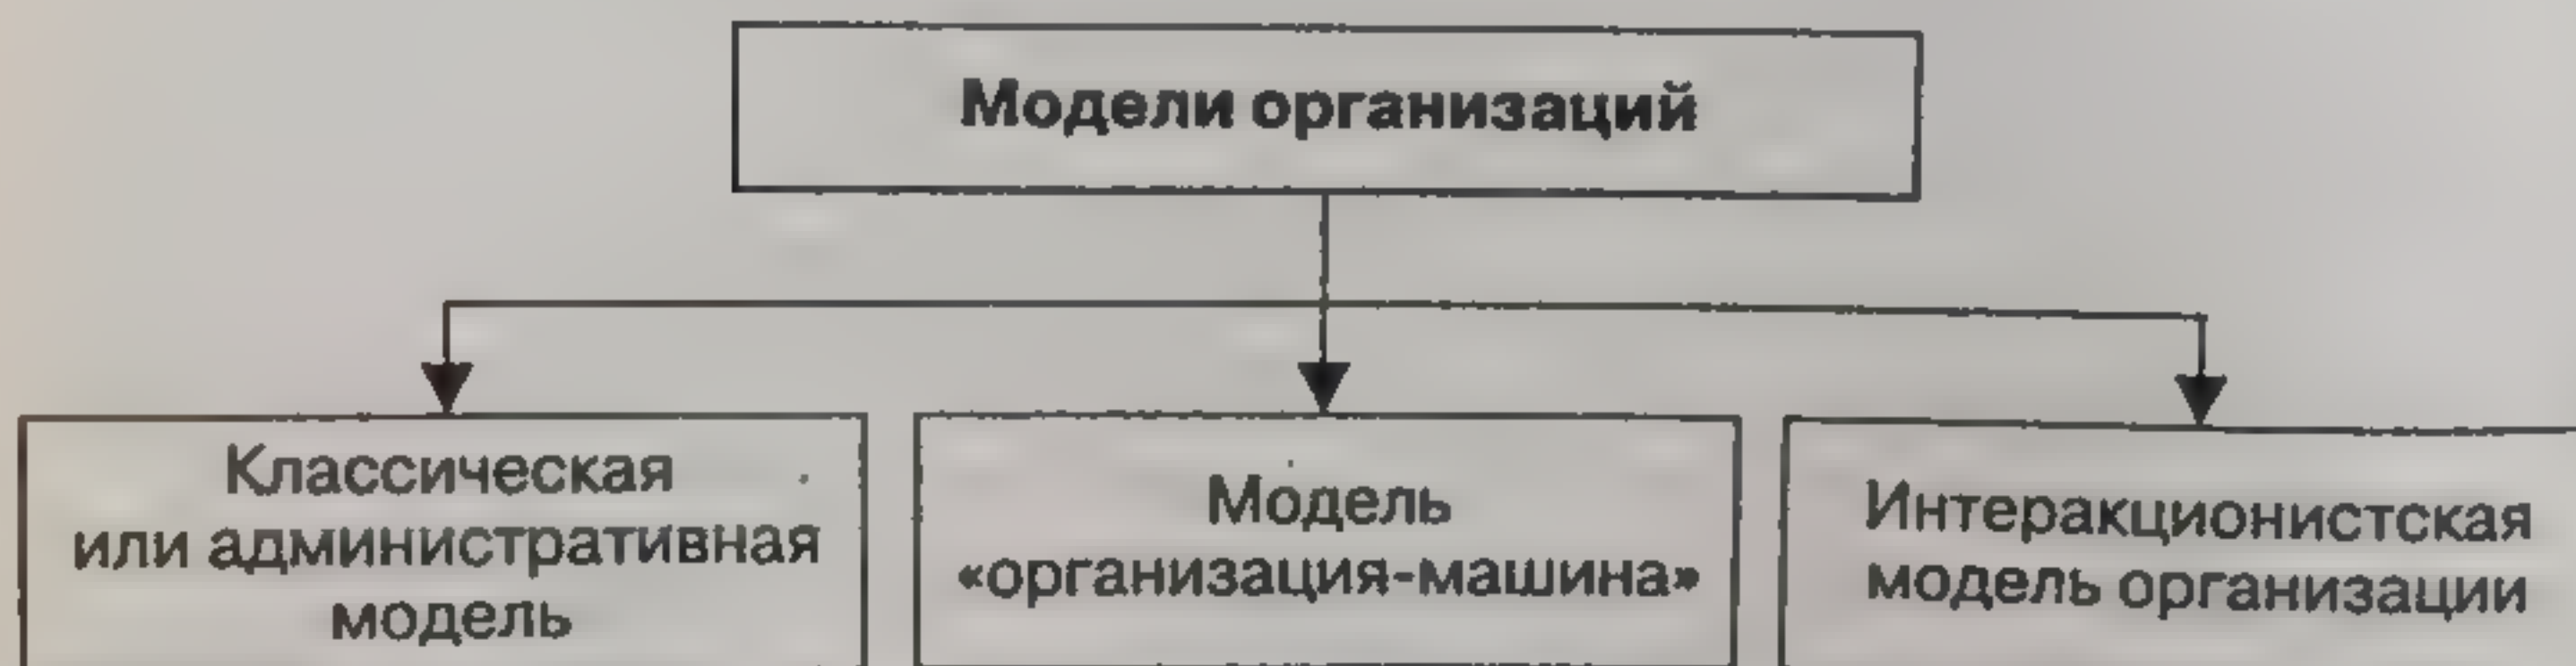 Модели организаций
Классическая
или административная
модель
Модель
«организация-машина»
Интеракционистская
модель организации